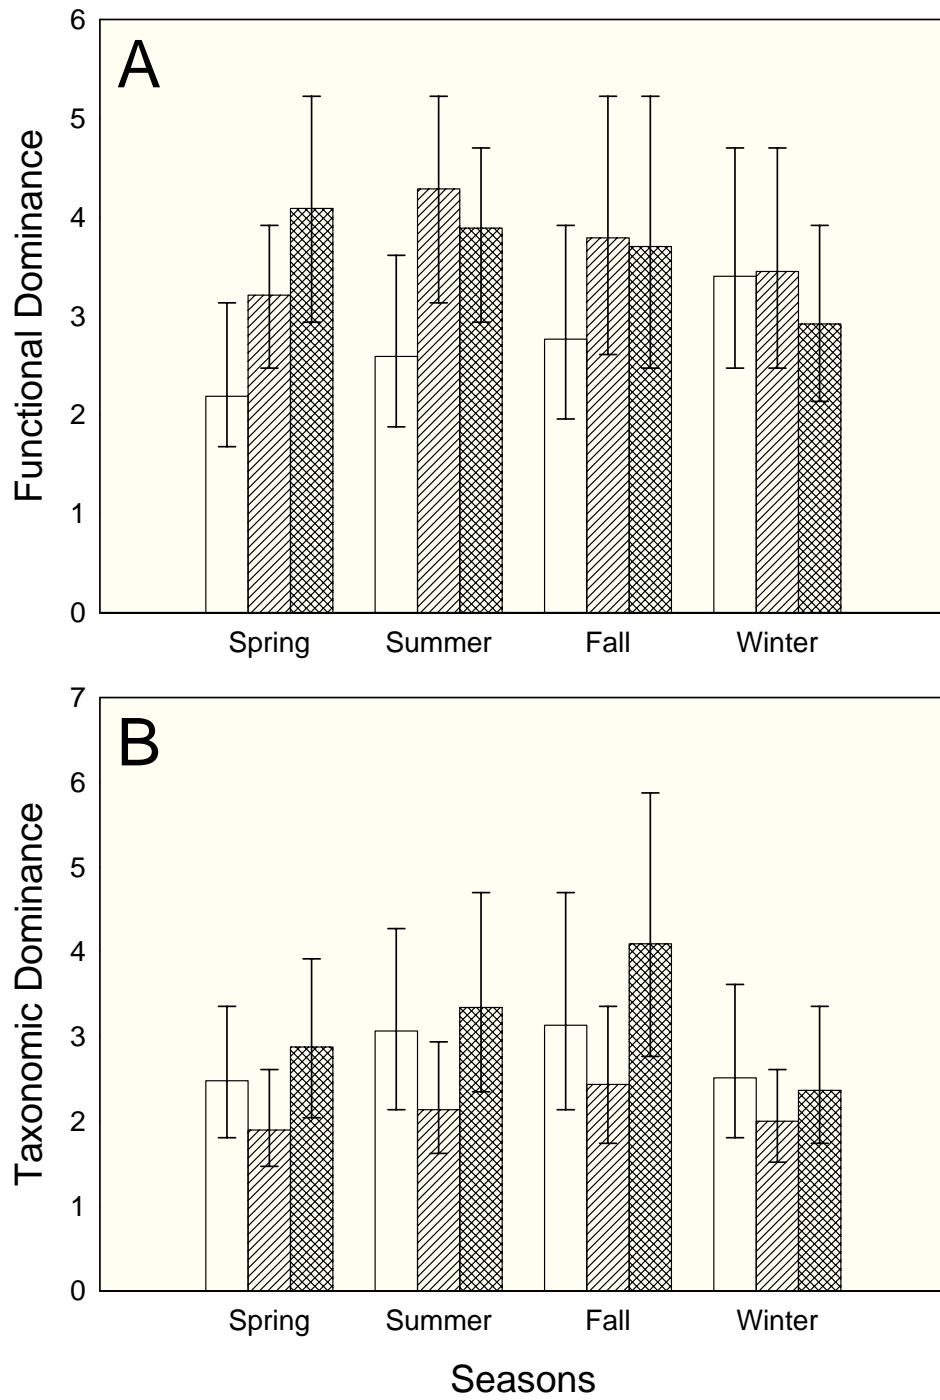 A
Functional Dominance
6
5
4
3
2
1
0
Spring Summer Fall Winter
B
Taxonomic Dominance
7
6
5
4
3
2
1
0
Spring Summer Fall Winter
Seasons